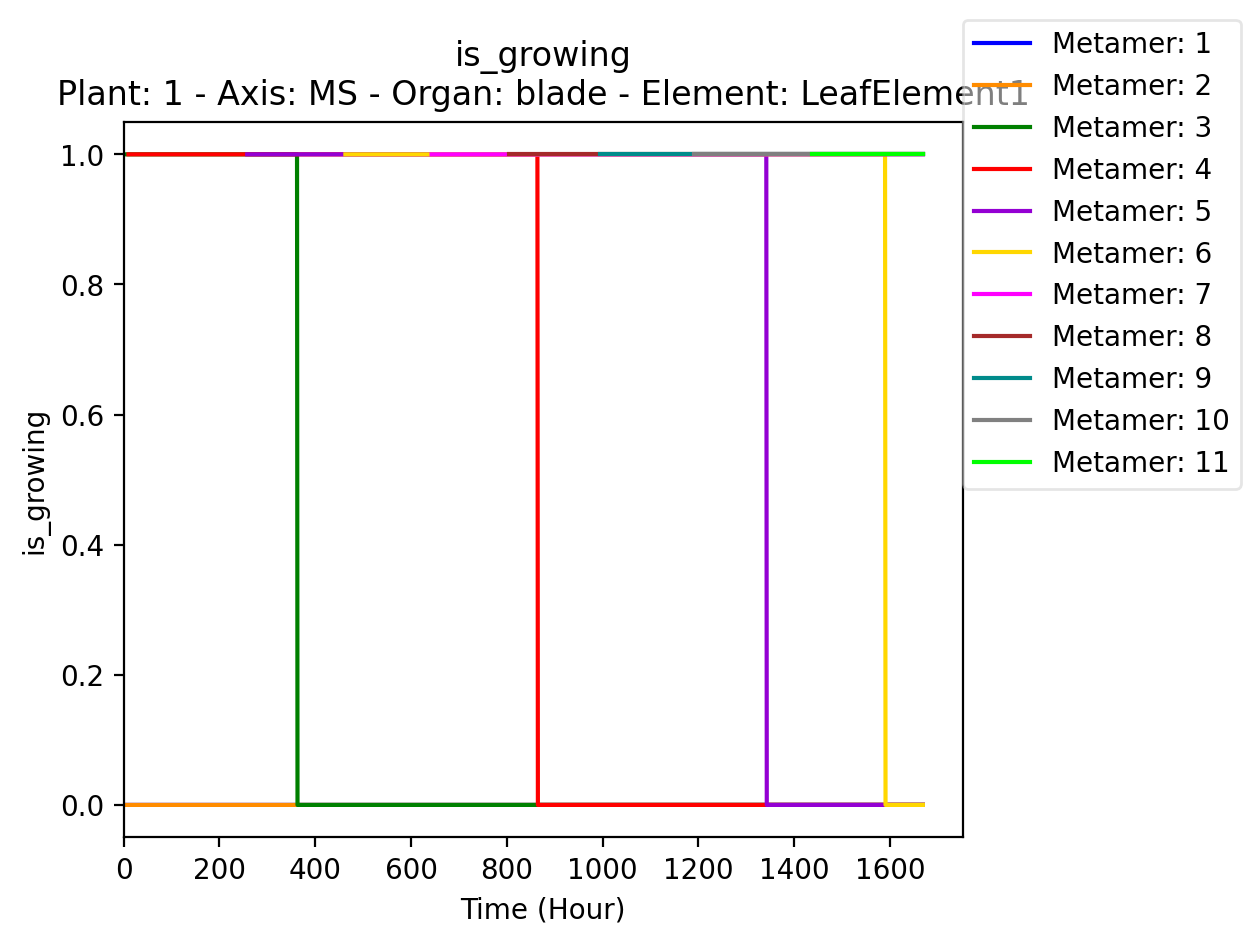 is_growing
Plant: 1 - Axis: MS - Organ: blade - Element: LeafElement1
Metamer: 1
Metamer: 2
Metamer: 3
Metamer: 4
Metamer: 5
Metamer: 6
Metamer: 7
Metamer: 8
Metamer: 9
Metamer: 10
Metamer: 11
is_growing
1.0
0.8
0.6
0.4
0.2
0.0
0 200 400 600 800 1000 1200 1400 1600
Time (Hour)